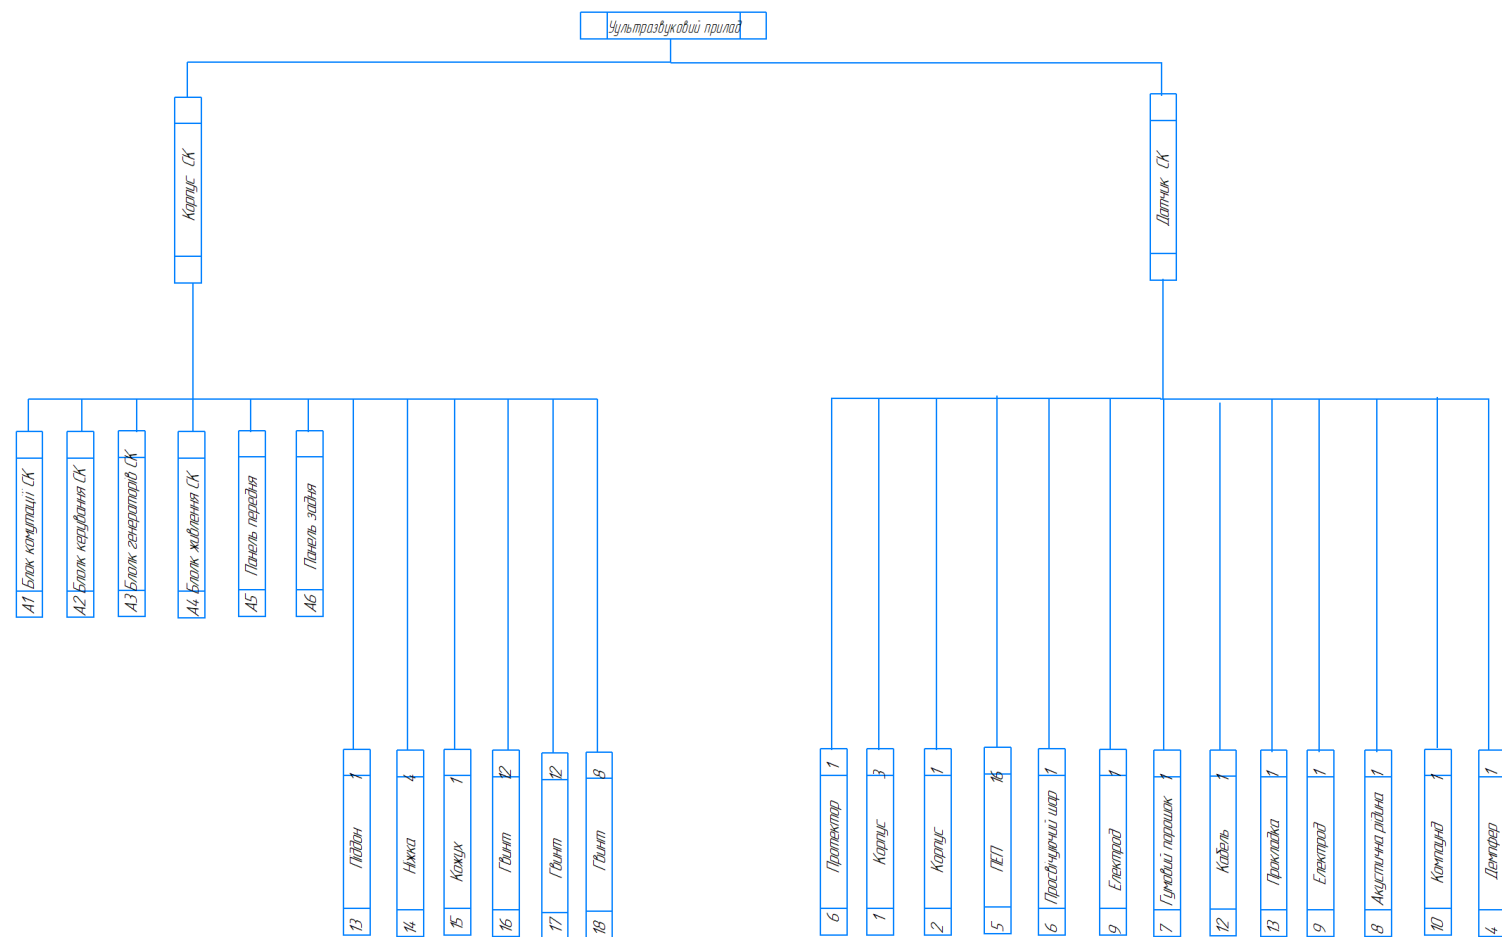 Уультразвуковий прилад
Корпус СК
Датчик СК
А1 Блок комутації СК
А2 Блолк керування СК
А3 Блолк генераторів СК
А4 Блолк живлення СК
А5 Панель передня
А6 Панель задня
13 Піддон 1
14 Ніжка 4
15 Кожух 1
16 Гвинт 12
17 Гвинт 12
18 Гвинт 8
6 Протектор 1
1 Корпус 3
2 Корпус 1
5 ПЕП 16
6 Просвічуючий шар 1
9 Електрод 1
7 Гумовий порошок 1
12 Кабель 1
13 Прокладка 1
9 Електрод 1
8 Акустична рідина 1
10 Компаунд 1
4 Демпфер 1